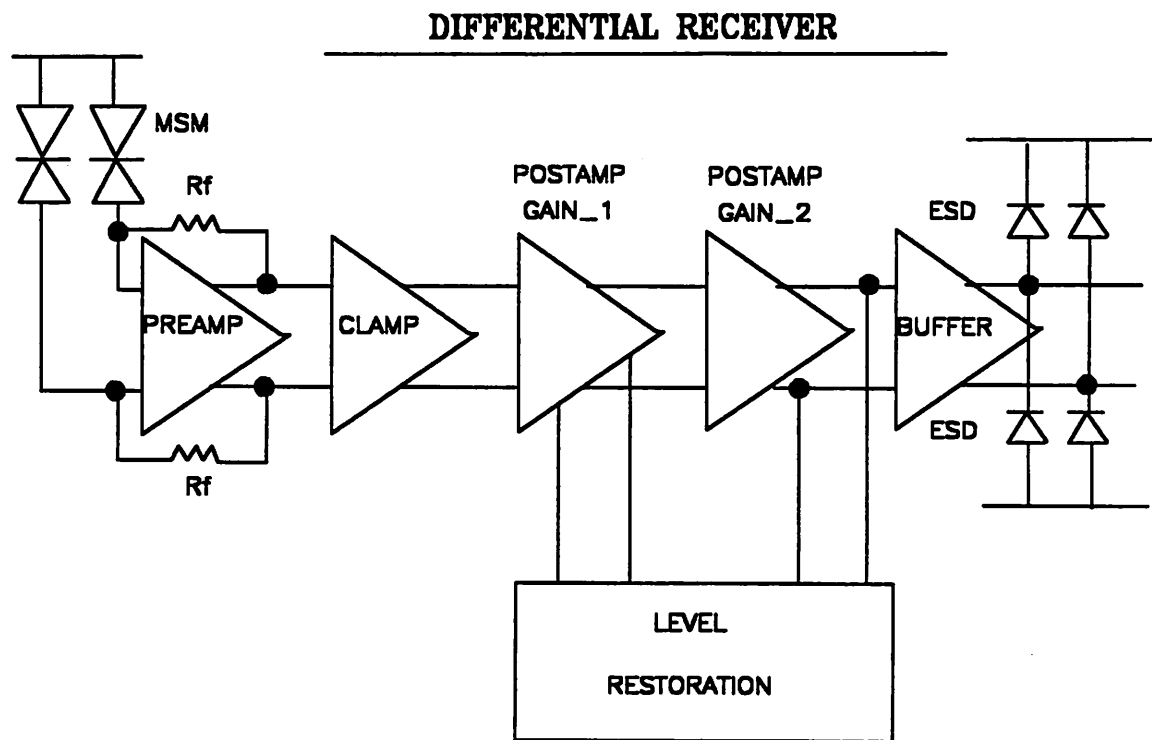 DIFFERENTIAL RECEIVER
MSM
Rf
POSTAMP
GAIN_1
POSTAMP
GAIN_2
ESD
PREAMP
CLAMP
BUFFER
ESD
Rf
LEVEL
RESTORATION